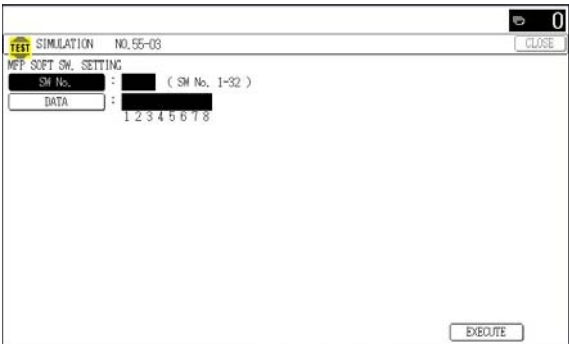 0
TEST SIMULATION NO.55-03 CLOSE
MFP SOFT SW. SETTING
SW No. : ( SW No. 1-32 )
DATA :
1 2 3 4 5 6 7 8
EXECUTE